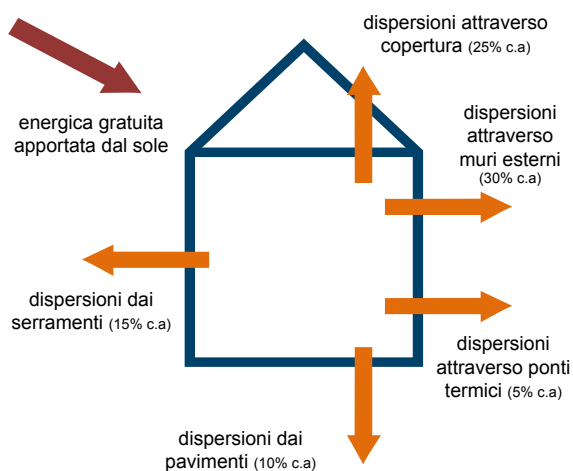 dispersioni attraverso
copertura (25% c.a)
energica gratuita
apportata dal sole
dispersioni
attraverso
muri esterni
(30% c.a)
dispersioni dai
serramenti (15% c.a)
dispersioni
attraverso ponti
termici (5% c.a)
dispersioni dai
pavimenti (10% c.a)